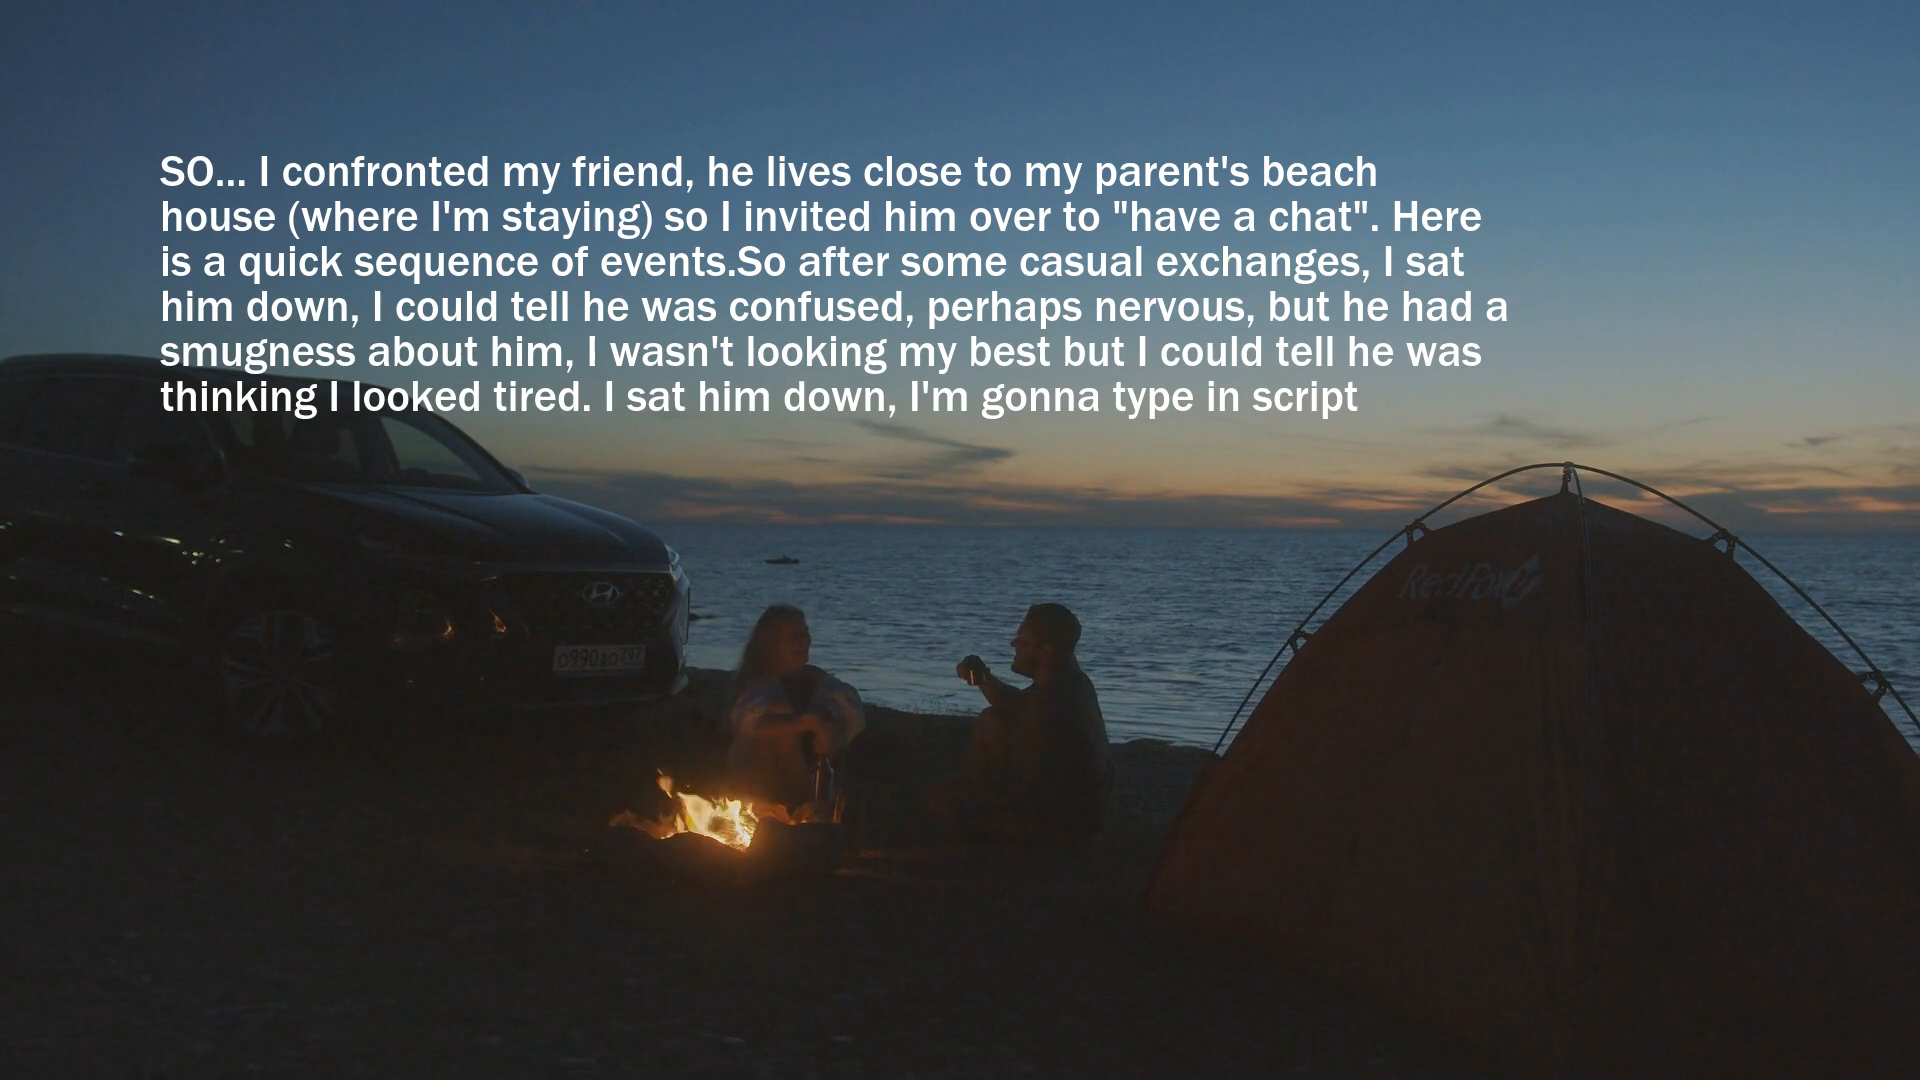 SO... I confronted my friend, he lives close to my parent's beach
house (where I'm staying) so I invited him over to "have a chat". Here
is a quick sequence of events.So after some casual exchanges, I sat
him down, I could tell he was confused, perhaps nervous, but he had a
smugness about him, I wasn't looking my best but I could tell he was
thinking I looked tired. I sat him down, I'm gonna type in script
RedFox